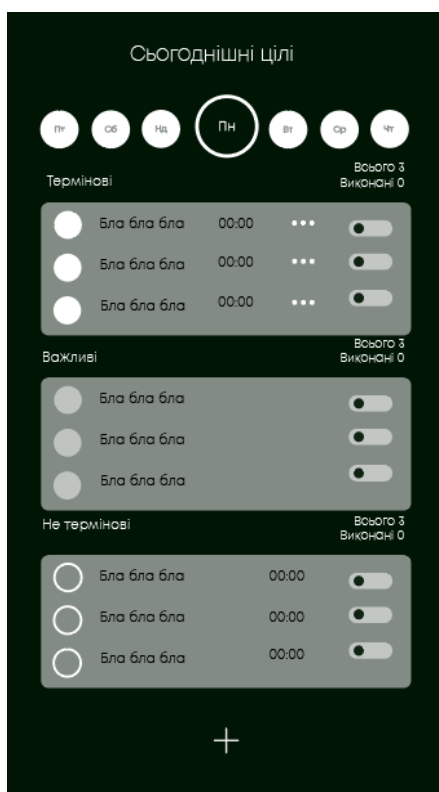 Сьогоднішні цілі
Пт Сб Нд Пн Вт Ср Чт
Термінові
Всього 3
Виконані 0
Бла бла бла 00:00
Бла бла бла 00:00
Бла бла бла 00:00
Важливі
Всього 3
Виконані 0
Бла бла бла
Бла бла бла
Бла бла бла
Не термінові
Всього 3
Виконані 0
Бла бла бла 00:00
Бла бла бла 00:00
Бла бла бла 00:00